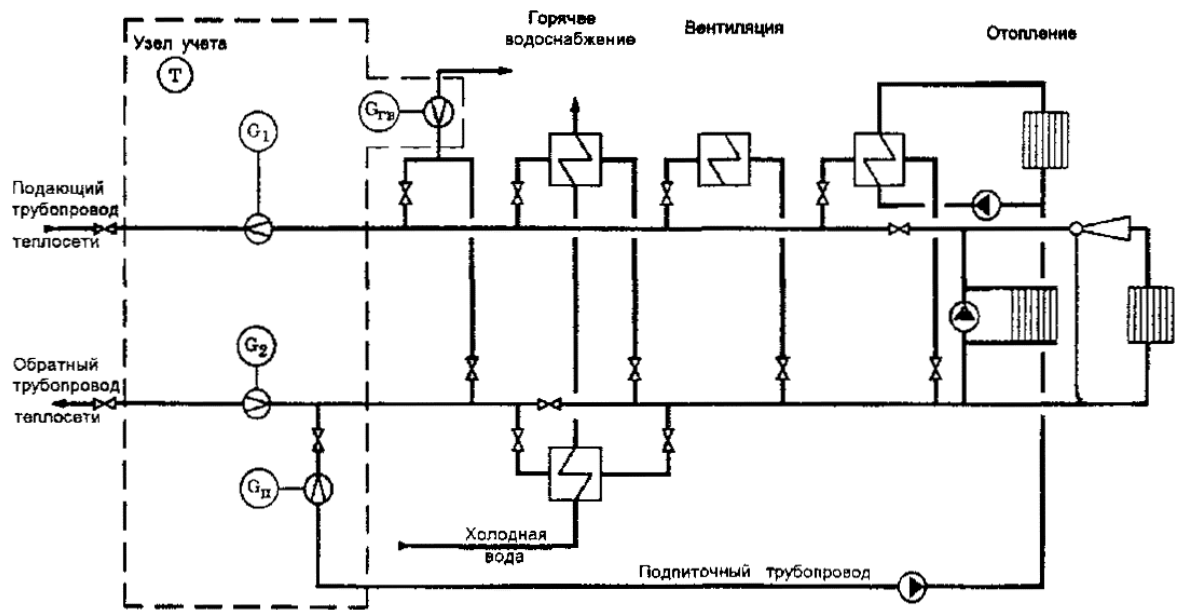 Горячее
водоснабжение
Вентиляция
Отопление
Узел учета
T
Gгв
G1
Подающий
трубопровод
теплосети
G2
Обратный
трубопровод
теплосети
Gп
Холодная
вода
Подпиточный трубопровод